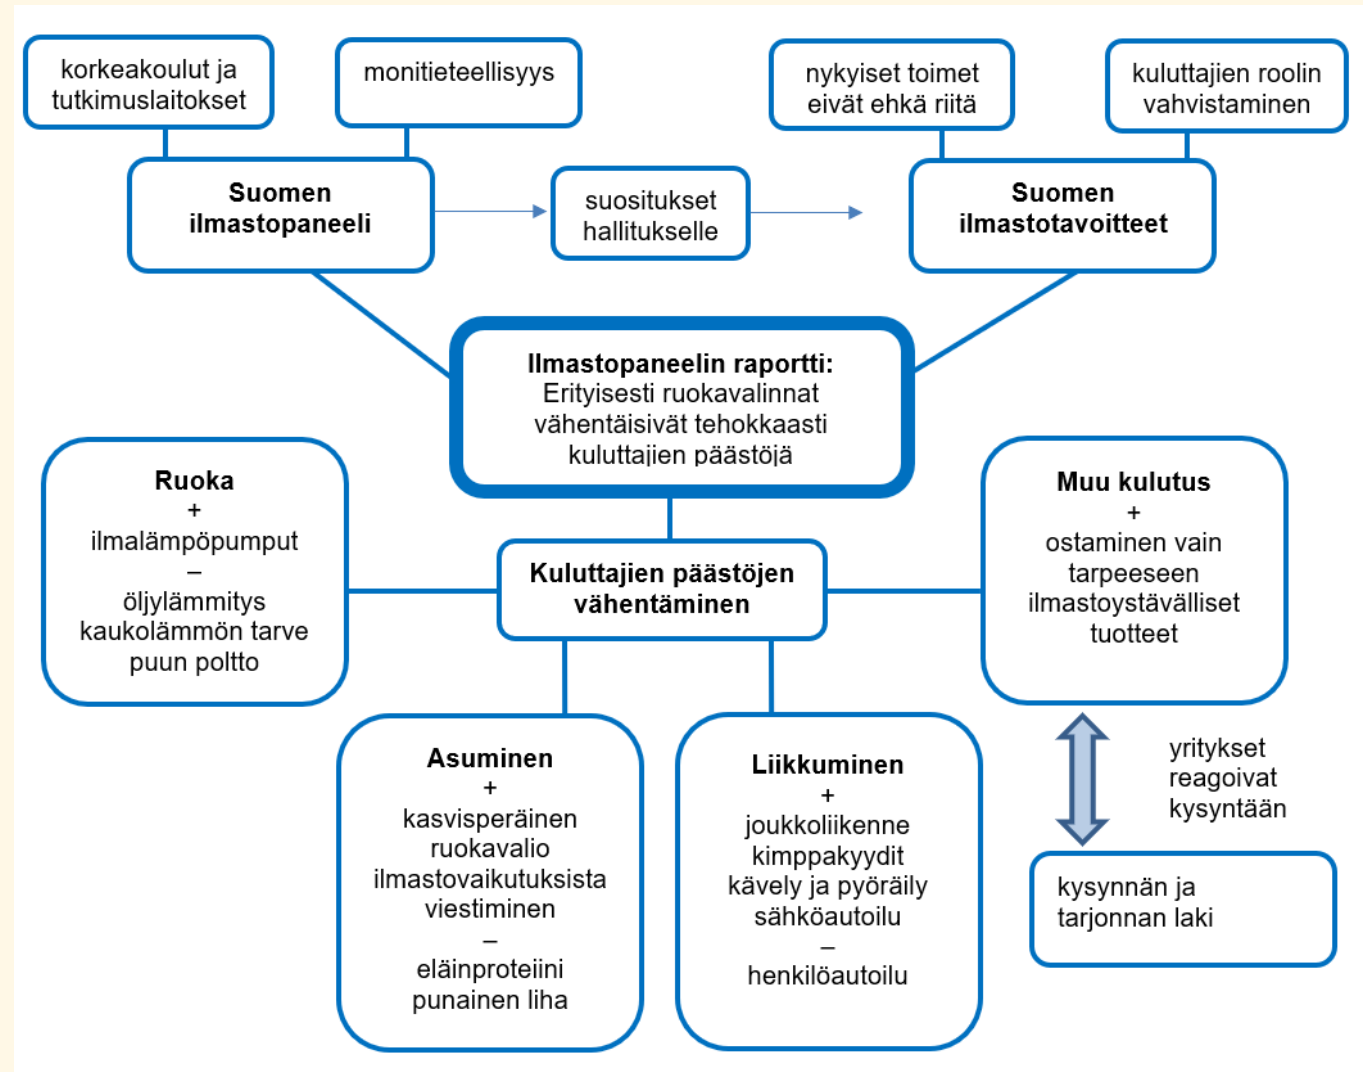 korkeakoulut ja
tutkimuslaitokset
monitieteellisyys
nykyiset toimet
eivät ehkä riitä
kuluttajien roolin
vahvistaminen
Suomen
ilmastopaneeli
suositukset
hallitukselle
Suomen
ilmastotavoitteet
Ilmastopaneelin raportti:
Erityisesti ruokavalinnat
vähentäisivät tehokkaasti
kuluttajien päästöjä
Ruoka
+
ilmalämpöpumput
–
öljylämmitys
kaukolämmön tarve
puun poltto
Kuluttajien päästöjen
vähentäminen
Muu kulutus
+
ostaminen vain
tarpeeseen
ilmastoystävälliset
tuotteet
Asuminen
+
kasvisperäinen
ruokavalio
ilmastovaikutuksista
viestiminen
–
eläinproteiini
punainen liha
Liikkuminen
+
joukkoliikenne
kimppakyydit
kävely ja pyöräily
sähköautoilu
–
henkilöautoilu
yritykset
reagoivat
kysyntään
kysynnän ja
tarjonnan laki